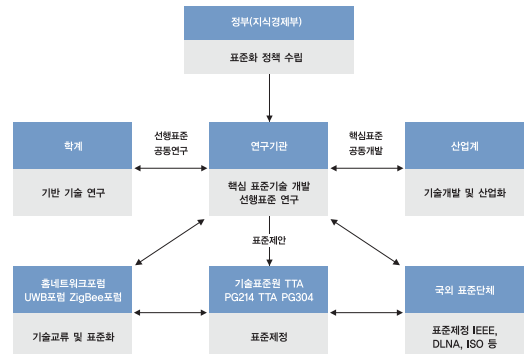 정부(지식경제부)
표준화 정책 수립
학계
기반 기술 연구
선행표준
공동연구
연구기관
핵심 표준기술 개발
선행표준 연구
핵심표준
공동개발
산업계
기술개발 및 산업화
표준제안
홈네트워크포럼
UWB포럼 ZigBee포럼
기술교류 및 표준화
기술표준원 TTA
PG214 TTA PG304
표준제정
국외 표준단체
표준제정 IEEE,
DLNA, ISO 등